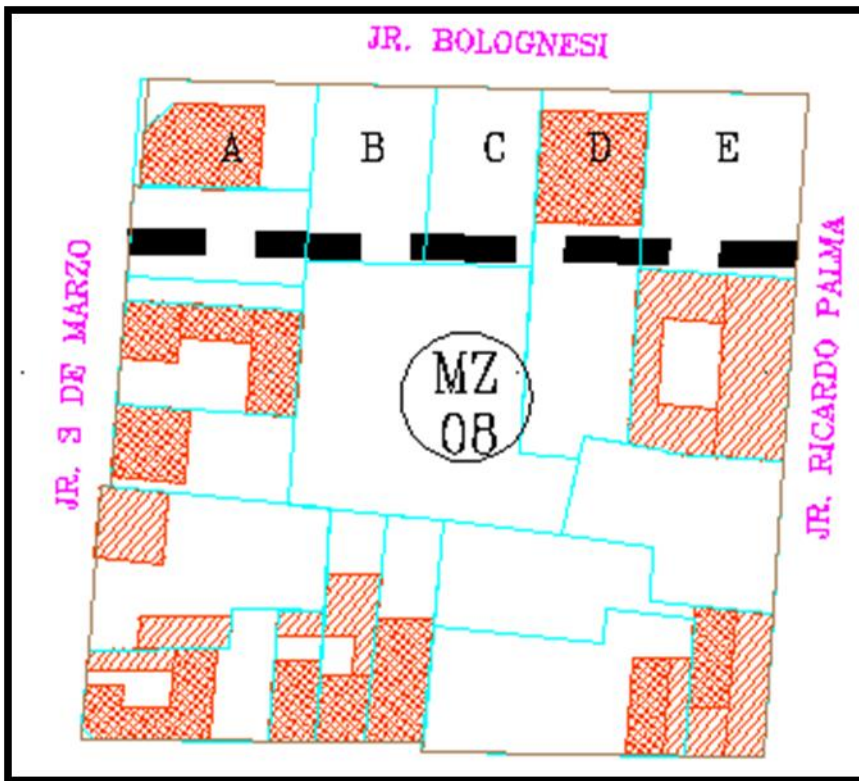 JR. BOLOGNESI
A B C D E
JR. 3 DE MARZO
MZ
08
JR. RICARDO PALMA